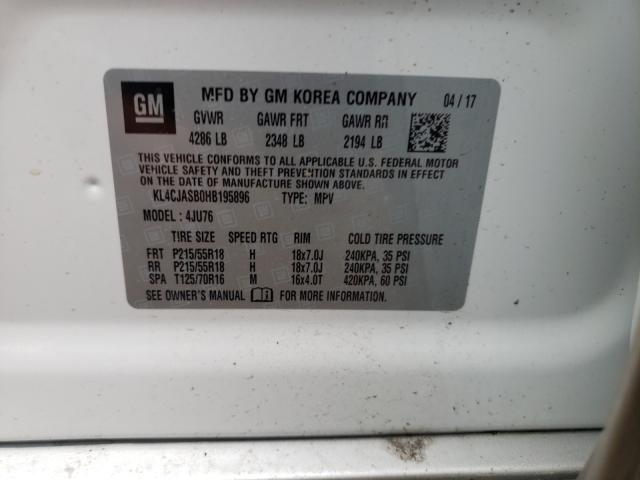 GM
MFD BY GM KOREA COMPANY 04 / 17
GVWR GAWR FRT GAWR RR
4286 LB 2348 LB 2194 LB
THIS VEHICLE CONFORMS TO ALL APPLICABLE U.S. FEDERAL MOTOR
VEHICLE SAFETY AND THEFT PREVENTION STANDARDS IN EFFECT
ON THE DATE OF MANUFACTURE SHOWN ABOVE.
KL4CJASB0HB195896 TYPE: MPV
MODEL : 4JU76
TIRE SIZE SPEED RTG RIM COLD TIRE PRESSURE
FRT P215/55R18 H 18x7.0J 240KPA, 35 PSI
RR P215/55R18 H 18x7.0J 240KPA, 35 PSI
SPA T125/70R16 M 16x4.0T 420KPA, 60 PSI
SEE OWNER'S MANUAL FOR MORE INFORMATION.